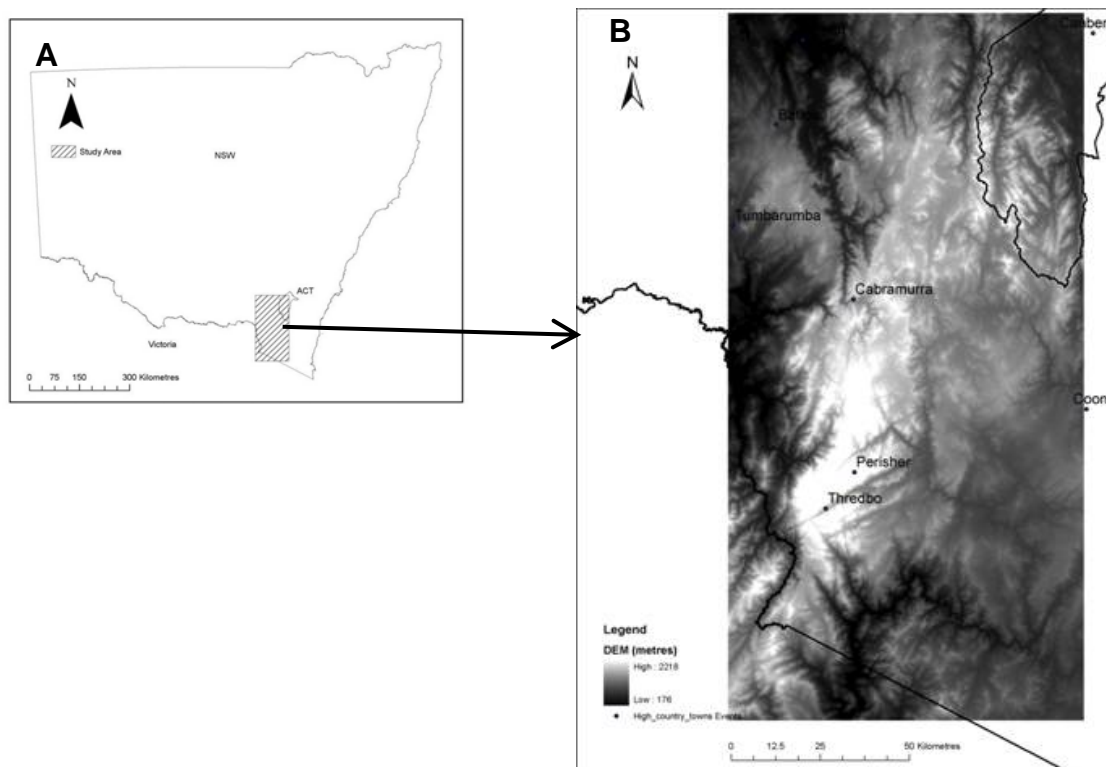 A
N
Study Area
NSW
ACT
Victoria
0 75 150 300 Kilometres
B
N
Tumbarumba
Cabramurra
Perisher
Thredbo
Legend
DEM (metres)
High : 2218
Low : 176
High_country_towns Events
0 12.5 25 50 Kilometres